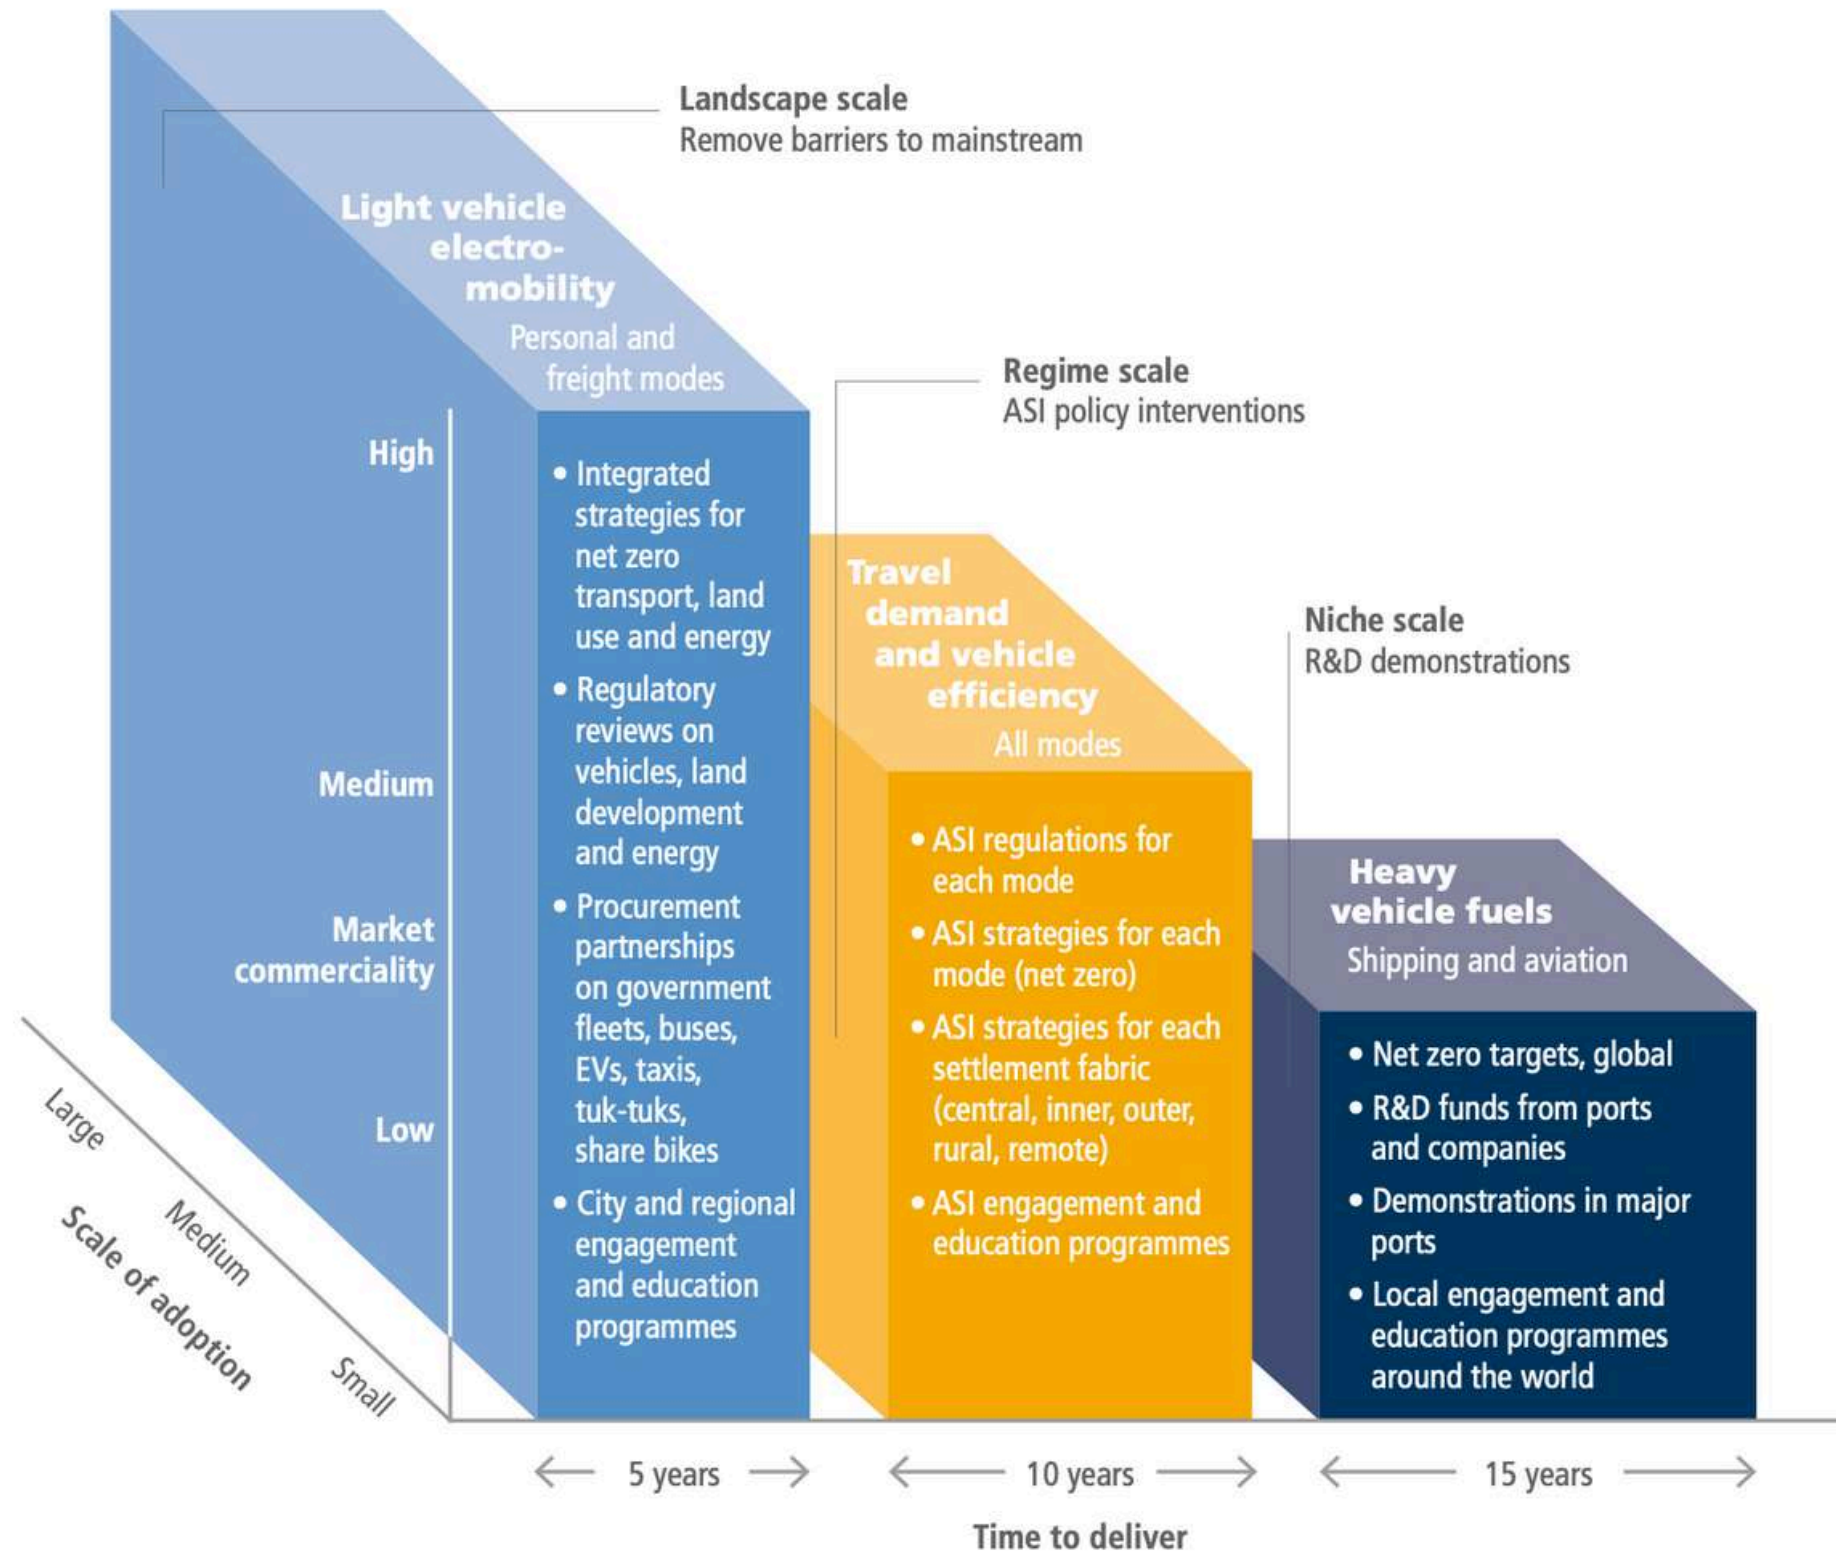 Landscape scale
Remove barriers to mainstream
Light vehicle
electro-
mobility
Personal and
freight modes
Regime scale
ASI policy interventions
Travel
demand
and vehicle
efficiency
All modes
Niche scale
R&D demonstrations
Heavy
vehicle fuels
Shipping and aviation
High
Medium
Market
commerciality
Low
• Integrated
strategies for
net zero
transport, land
use and energy
• Regulatory
reviews on
vehicles, land
development
and energy
• Procurement
partnerships
on government
fleets, buses,
EVs, taxis,
tuk-tuks,
share bikes
• City and regional
engagement
and education
programmes
• ASI regulations for
each mode
• ASI strategies for each
mode (net zero)
• ASI strategies for each
settlement fabric
(central, inner, outer,
rural, remote)
• ASI engagement and
education programmes
• Net zero targets, global
• R&D funds from ports
and companies
• Demonstrations in major
ports
• Local engagement and
education programmes
around the world
Large
Medium
Small
Scale of adoption
5 years
10 years
15 years
Time to deliver